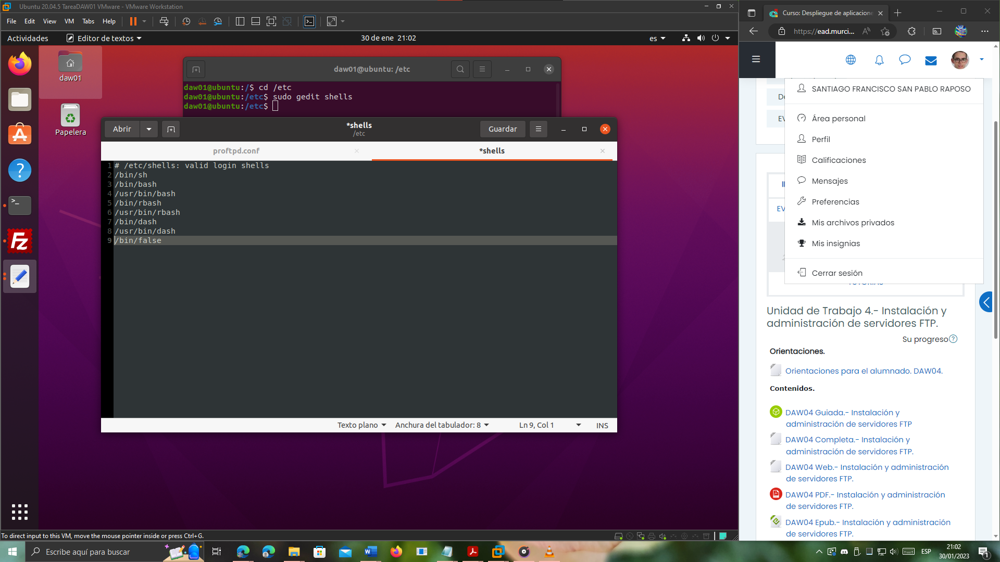 Ubuntu 20.04.5 TareaDAW01 VMware - VMware Workstation
File Edit View VM Tabs Help
Actividades
Editor de textos
30 de ene 21:02
es
daw01
Papelera
daw01@ubuntu: /etc
daw01@ubuntu:/$ cd /etc
daw01@ubuntu:/etc$ sudo gedit shells
daw01@ubuntu:/etc$
Abrir
*shells
/etc
Guardar
proftpd.conf
*shells
1 # /etc/shells: valid login shells
2 /bin/sh
3 /bin/bash
4 /usr/bin/bash
5 /bin/rbash
6 /usr/bin/rbash
7 /bin/dash
8 /usr/bin/dash
9 /bin/false
Texto plano
Anchura del tabulador: 8
Ln 9, Col 1
INS
To direct input to this VM, move the mouse pointer inside or press Ctrl+G.
Curso: Despliegue de aplicacione
https://ead.murci...
SANTIAGO FRANCISCO SAN PABLO RAPOSO
Área personal
Perfil
Calificaciones
Mensajes
Preferencias
Mis archivos privados
Mis insignias
Cerrar sesión
EV
EV
Unidad de Trabajo 4.- Instalación y
administración de servidores FTP.
Su progreso
Orientaciones.
Orientaciones para el alumnado. DAW04.
Contenidos.
DAW04 Guiada.- Instalación y
administración de servidores FTP
DAW04 Completa.- Instalación y
administración de servidores FTP.
DAW04 Web.- Instalación y administración
de servidores FTP.
DAW04 PDF.- Instalación y administración
de servidores FTP.
DAW04 Epub.- Instalación y administración
de servidores FTP.
Escribe aquí para buscar
ESP
21:02
30/01/2023
1